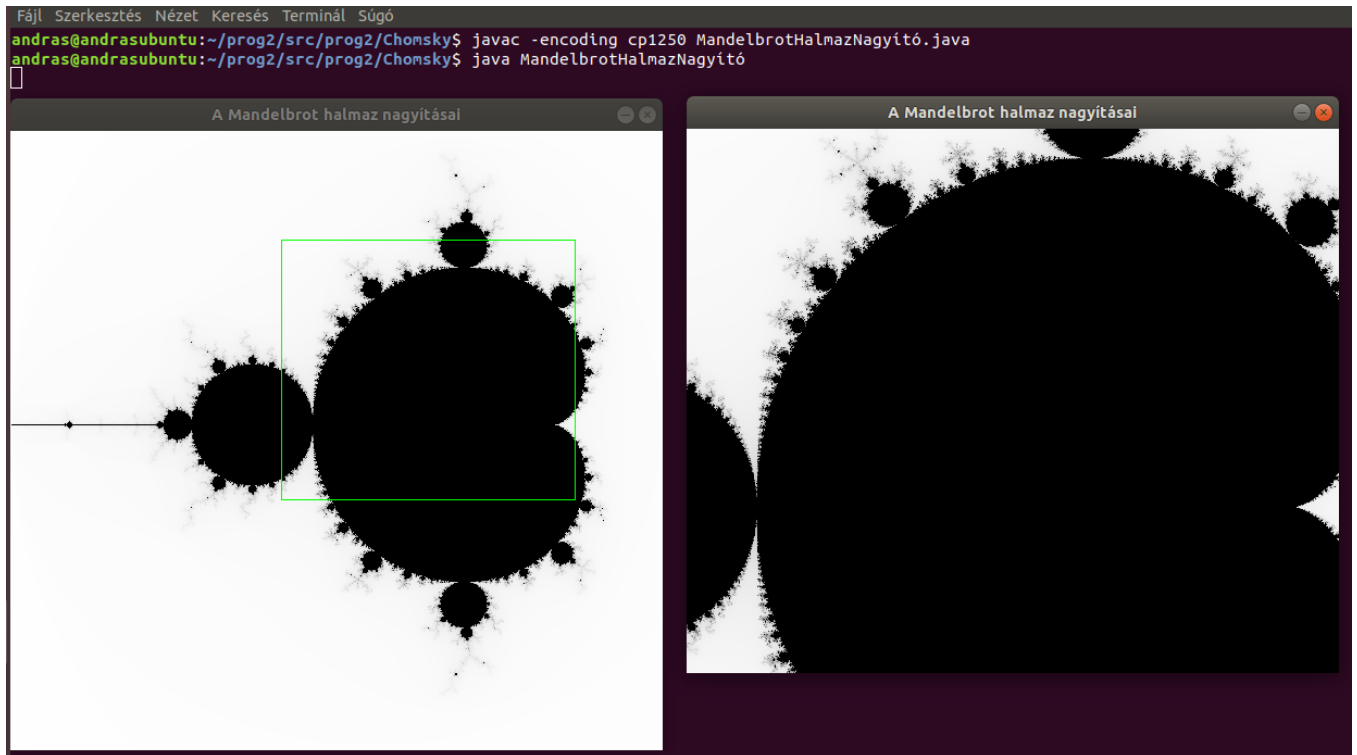 Fájl Szerkesztés Nézet Keresés Terminál Súgó
andras@andrasubuntu:~/prog2/src/prog2/Chomsky$ javac -encoding cp1250 MandelbrotHalmazNagyító.java
andras@andrasubuntu:~/prog2/src/prog2/Chomsky$ java MandelbrotHalmazNagyító
A Mandelbrot halmaz nagyításai
A Mandelbrot halmaz nagyításai